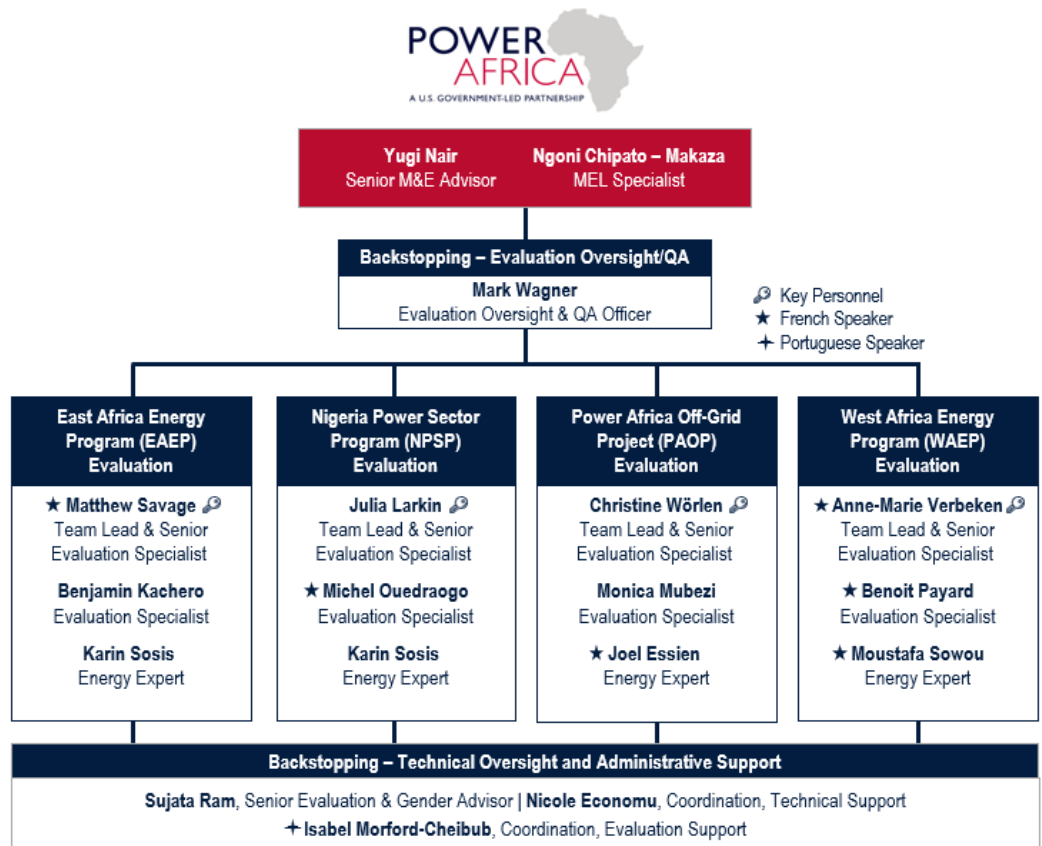 POWER
AFRICA
A U.S. GOVERNMENT-LED PARTNERSHIP
Yugi Nair
Senior M&E Advisor
Ngoni Chipato – Makaza
MEL Specialist
Backstopping – Evaluation Oversight/QA
Mark Wagner
Evaluation Oversight & QA Officer
Key Personnel
★ French Speaker
Portuguese Speaker
East Africa Energy
Program (EAEP)
Evaluation
★ Matthew Savage
Team Lead & Senior
Evaluation Specialist
Benjamin Kachero
Evaluation Specialist
Karin Sosis
Energy Expert
Nigeria Power Sector
Program (NPSP)
Evaluation
Julia Larkin
Team Lead & Senior
Evaluation Specialist
★ Michel Ouedraogo
Evaluation Specialist
Karin Sosis
Energy Expert
Power Africa Off-Grid
Project (PAOP)
Evaluation
Christine Wörlen
Team Lead & Senior
Evaluation Specialist
Monica Mubezi
Evaluation Specialist
★ Joel Essien
Energy Expert
West Africa Energy
Program (WAEP)
Evaluation
★ Anne-Marie Verbeken
Team Lead & Senior
Evaluation Specialist
★ Benoit Payard
Evaluation Specialist
★ Moustafa Sowou
Energy Expert
Backstopping – Technical Oversight and Administrative Support
Sujata Ram, Senior Evaluation & Gender Advisor | Nicole Economu, Coordination, Technical Support
Isabel Morford-Cheibub, Coordination, Evaluation Support